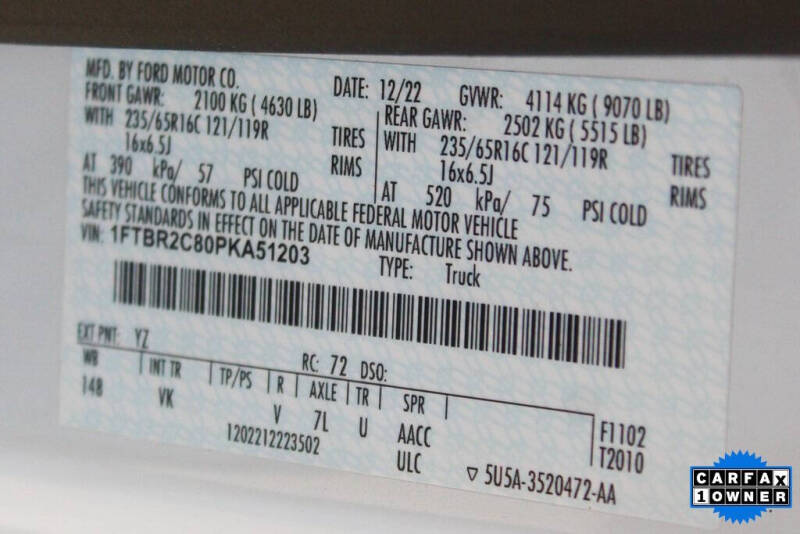 MFD. BY FORD MOTOR CO. DATE: 12/22 GVWR: 4114 KG ( 9070 LB)
FRONT GAWR: 2100 KG ( 4630 LB) REAR GAWR: 2502 KG ( 5515 LB)
WITH 235/65R16C 121/119R TIRES WITH 235/65R16C 121/119R TIRES
16x6.5J RIMS 16x6.5J RIMS
AT 390 kPa/ 57 PSI COLD AT 520 kPa/ 75 PSI COLD
THIS VEHICLE CONFORMS TO ALL APPLICABLE FEDERAL MOTOR VEHICLE
SAFETY STANDARDS IN EFFECT ON THE DATE OF MANUFACTURE SHOWN ABOVE.
VIN: 1FTBR2C80PKA51203
TYPE: Truck
EXT PNT: YZ RC: 72 DSO:
WB INT TR TP/PS R AXLE TR SPR
148 VK V 7L U AACC F1102
1202212223502 ULC T2010
▽ 5U5A-3520472-AA
CARFAX
1 OWNER